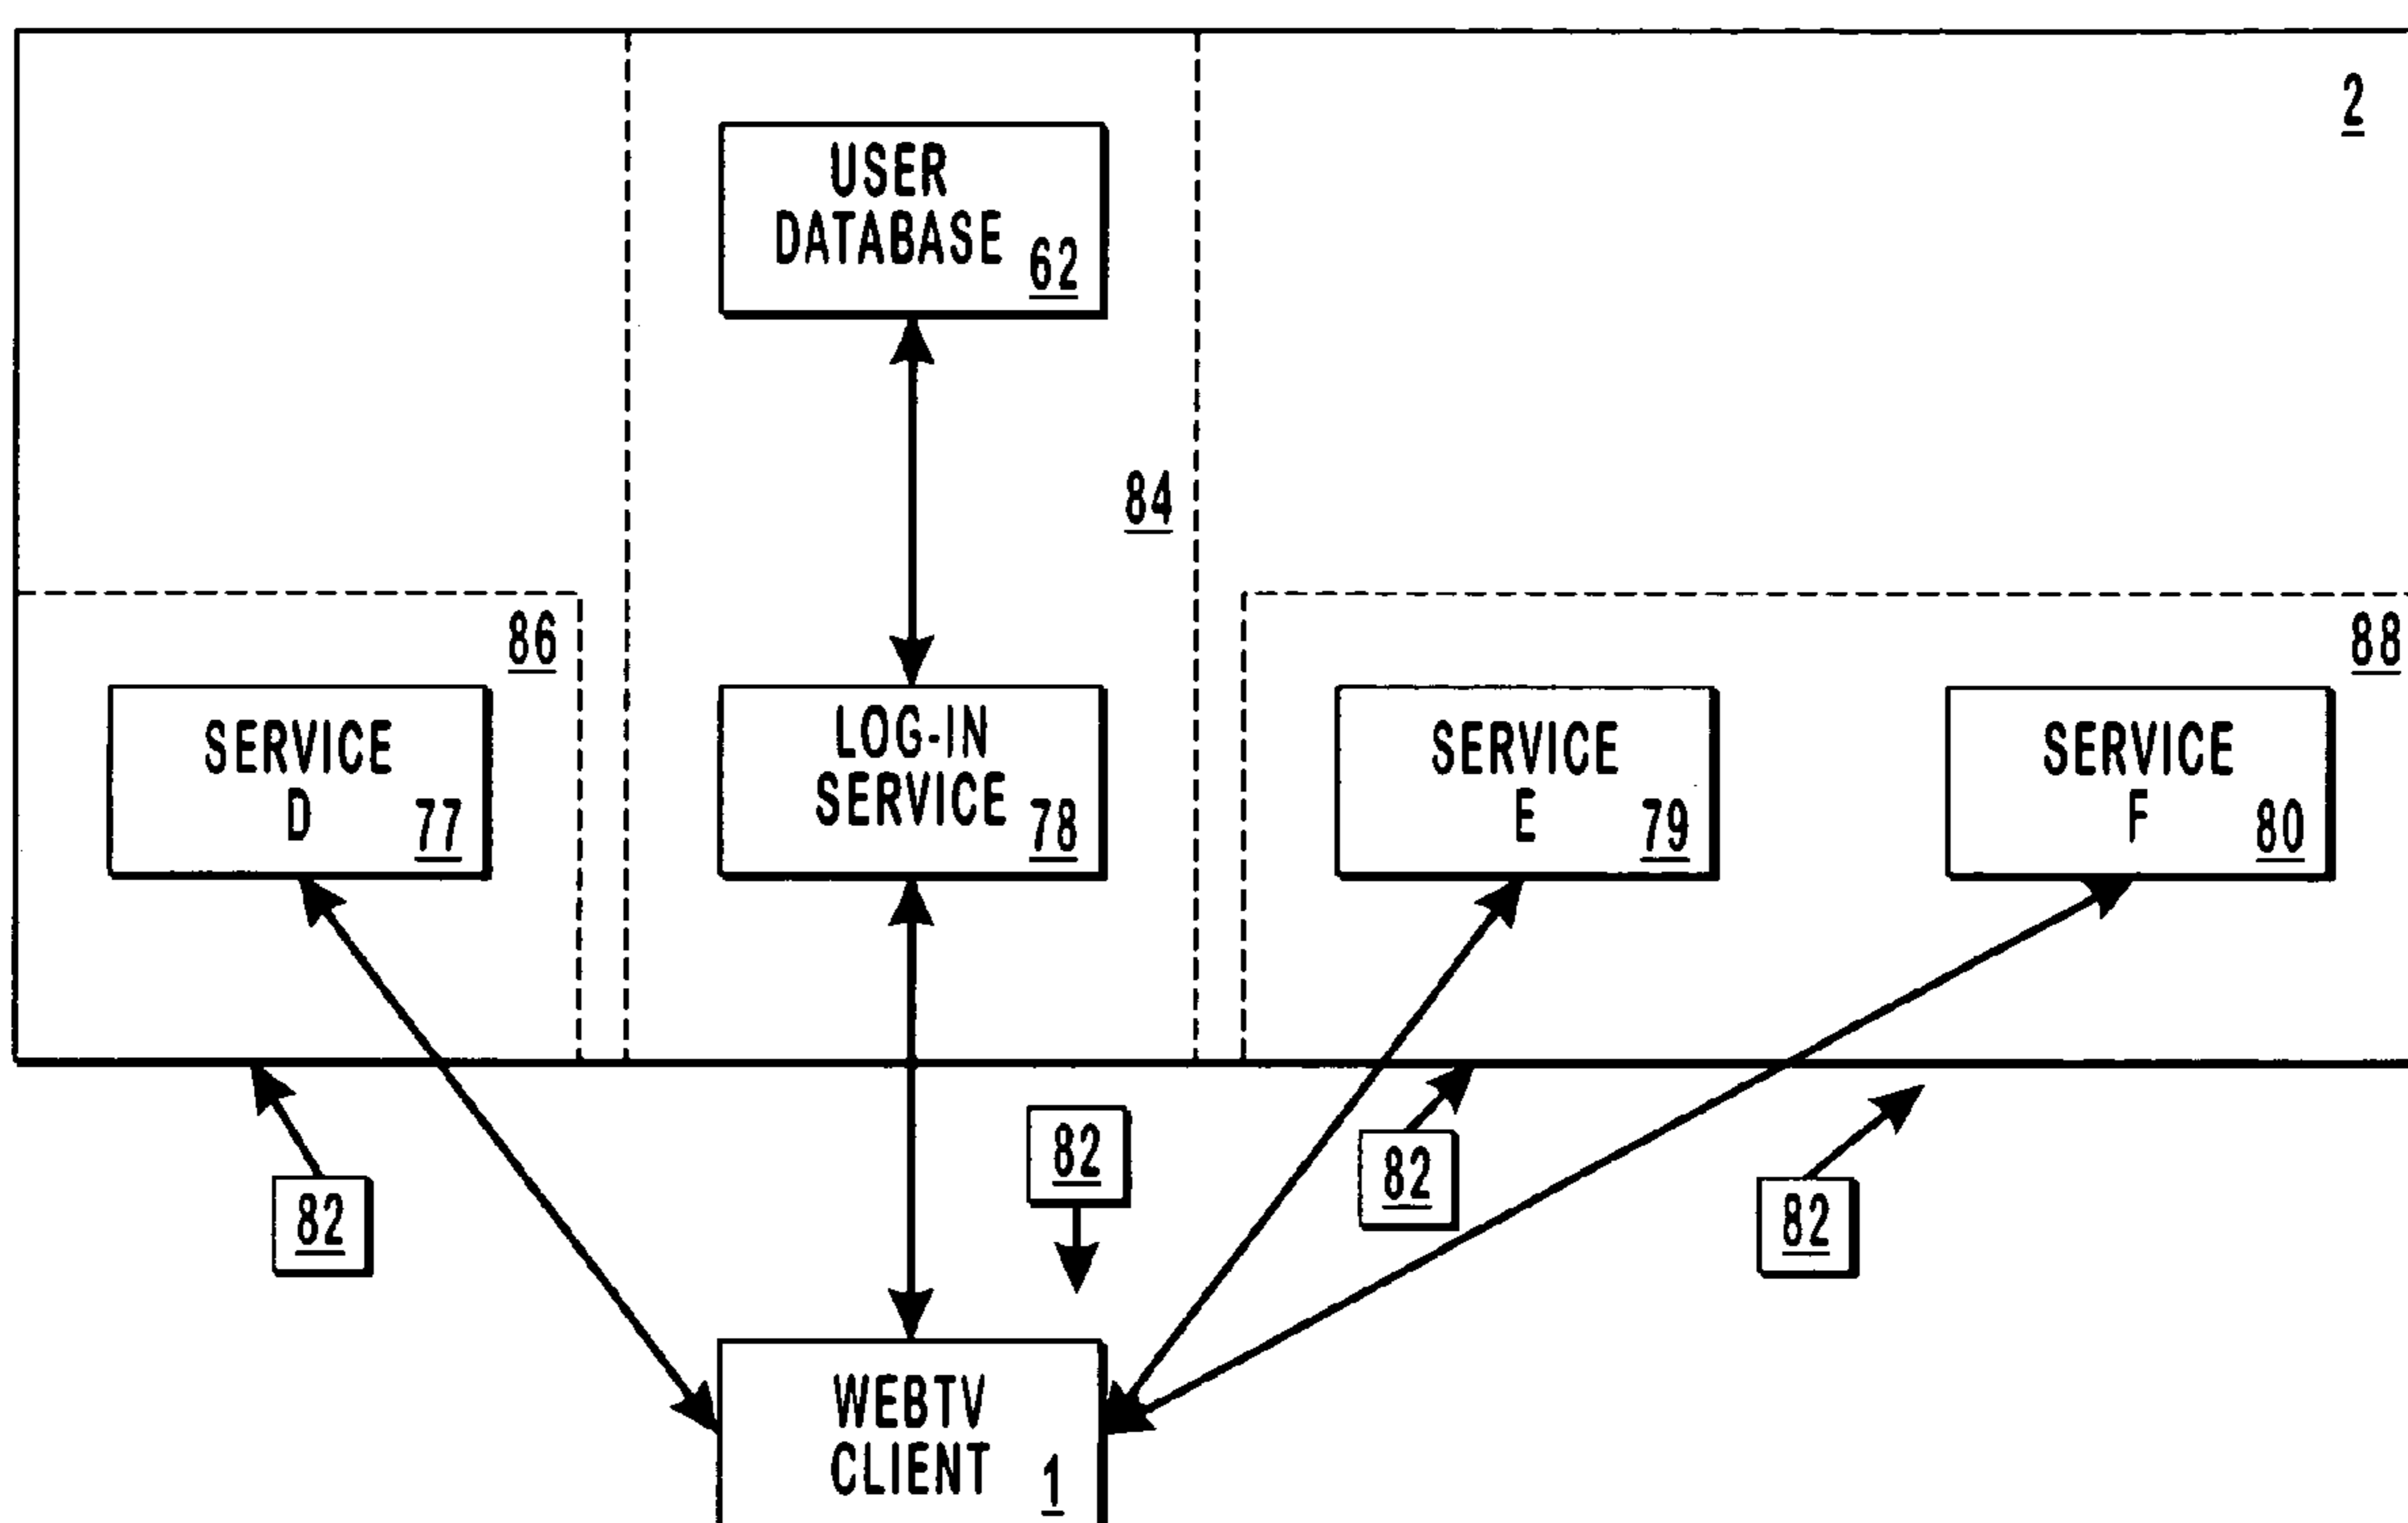 2
USER
DATABASE 62
84
86
88
SERVICE
D 77
LOG-IN
SERVICE 78
SERVICE
E 79
SERVICE
F 80
82
82
82
82
WEBTV
CLIENT 1